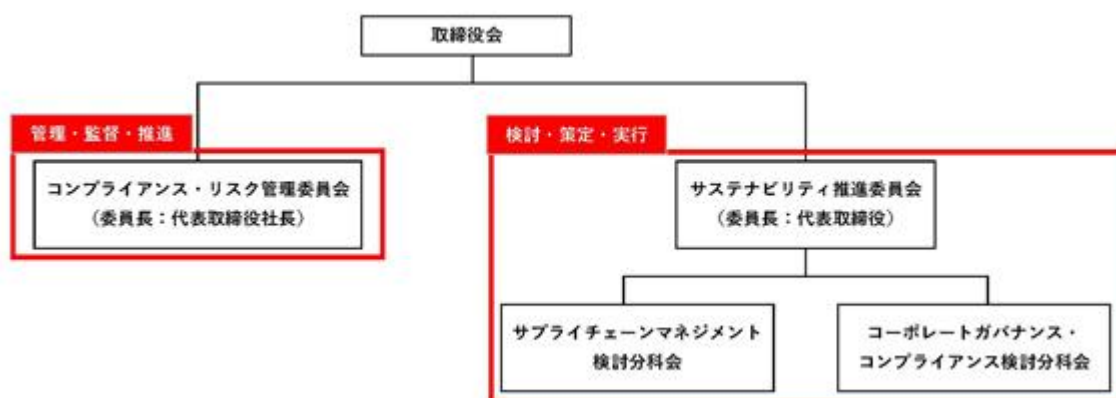 取締役会
管理・監督・推進
検討・策定・実行
コンプライアンス・リスク管理委員会
（委員長：代表取締役社長）
サステナビリティ推進委員会
（委員長：代表取締役）
サプライチェーンマネジメント
検討分科会
コーポレートガバナンス・
コンプライアンス検討分科会